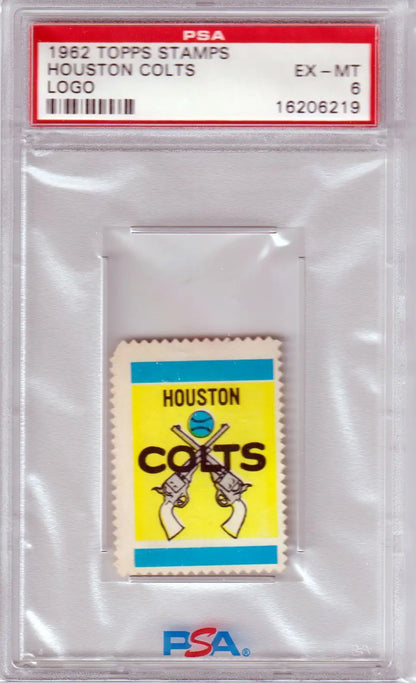 PSA
1962 TOPPS STAMPS
HOUSTON COLTS EX-MT
LOGO 6
16206219
HOUSTON
COLTS
PSA®